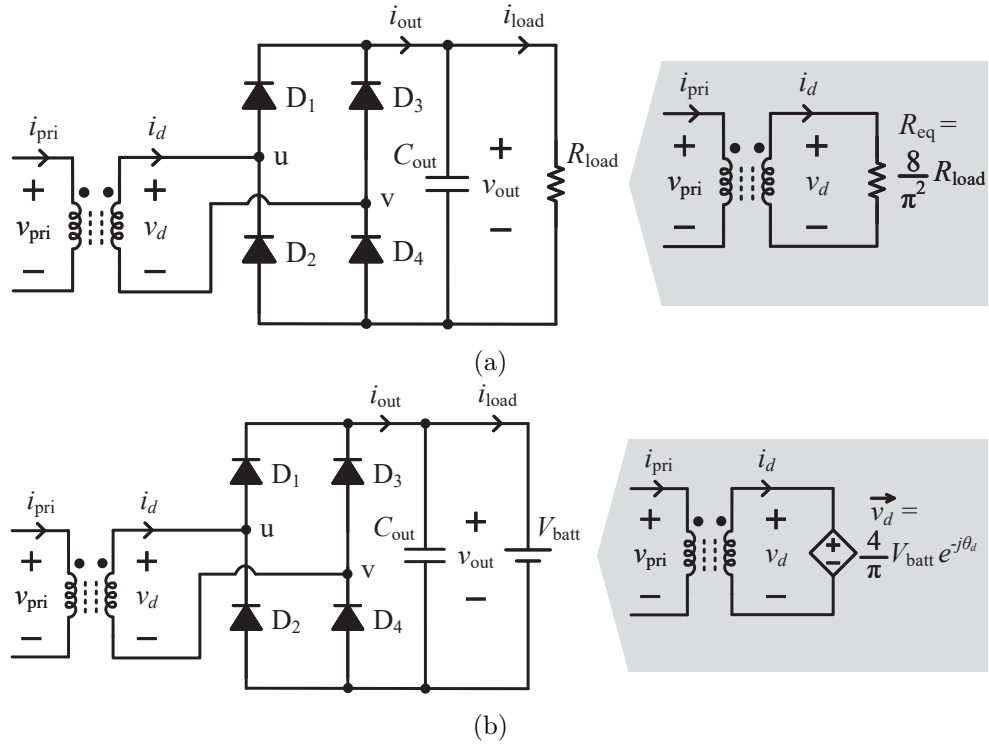 i_out i_load
D1 D3
i_pri i_d
u
+ + C_out + R_load
v_pri v_d v_out
v
− − D2 D4 −
i_pri i_d
+ + R_eq =
v_pri v_d 8/π² R_load
− −
(a)
i_out i_load
D1 D3
i_pri i_d
u
+ + C_out + V_batt
v_pri v_d v_out
v
− − D2 D4 −
i_pri i_d
+ + + v⃗_d =
v_pri v_d − 4/π V_batt e^{-jθ_d}
− −
(b)